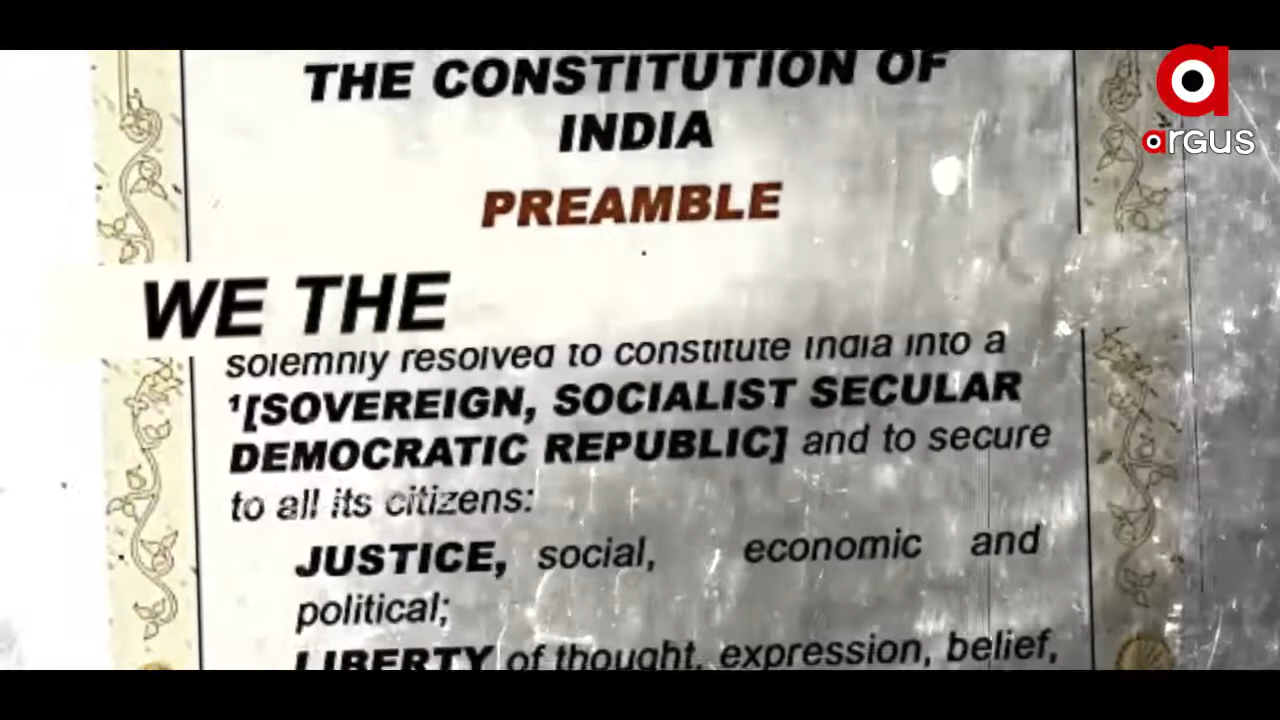 THE CONSTITUTION OF
INDIA
PREAMBLE
WE THE
solemnly resolved to constitute India into a
¹[SOVEREIGN, SOCIALIST SECULAR
DEMOCRATIC REPUBLIC] and to secure
to all its citizens:
JUSTICE, social, economic and
political;
LIBERTY of thought, expression, belief,
argus